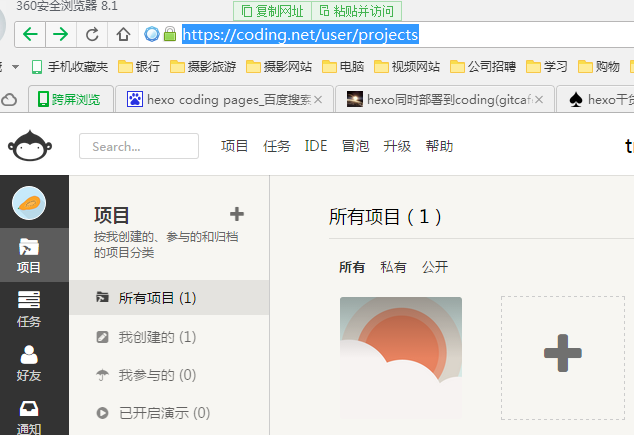 360安全浏览器 8.1
复制网址 粘贴并访问
https://coding.net/user/projects
手机收藏夹 银行 摄影旅游 摄影网站 电脑 视频网站 公司招聘 学习 购物
跨屏浏览 hexo coding pages_百度搜索 hexo同时部署到coding(gitcafe hexo干货
Search... 项目 任务 IDE 冒泡 升级 帮助
项目
按我创建的、参与的和归档
的项目分类
所有项目 (1)
我创建的 (1)
我参与的 (0)
已开启演示 (0)
项目
任务
好友
通知
所有项目 ( 1 )
所有 私有 公开